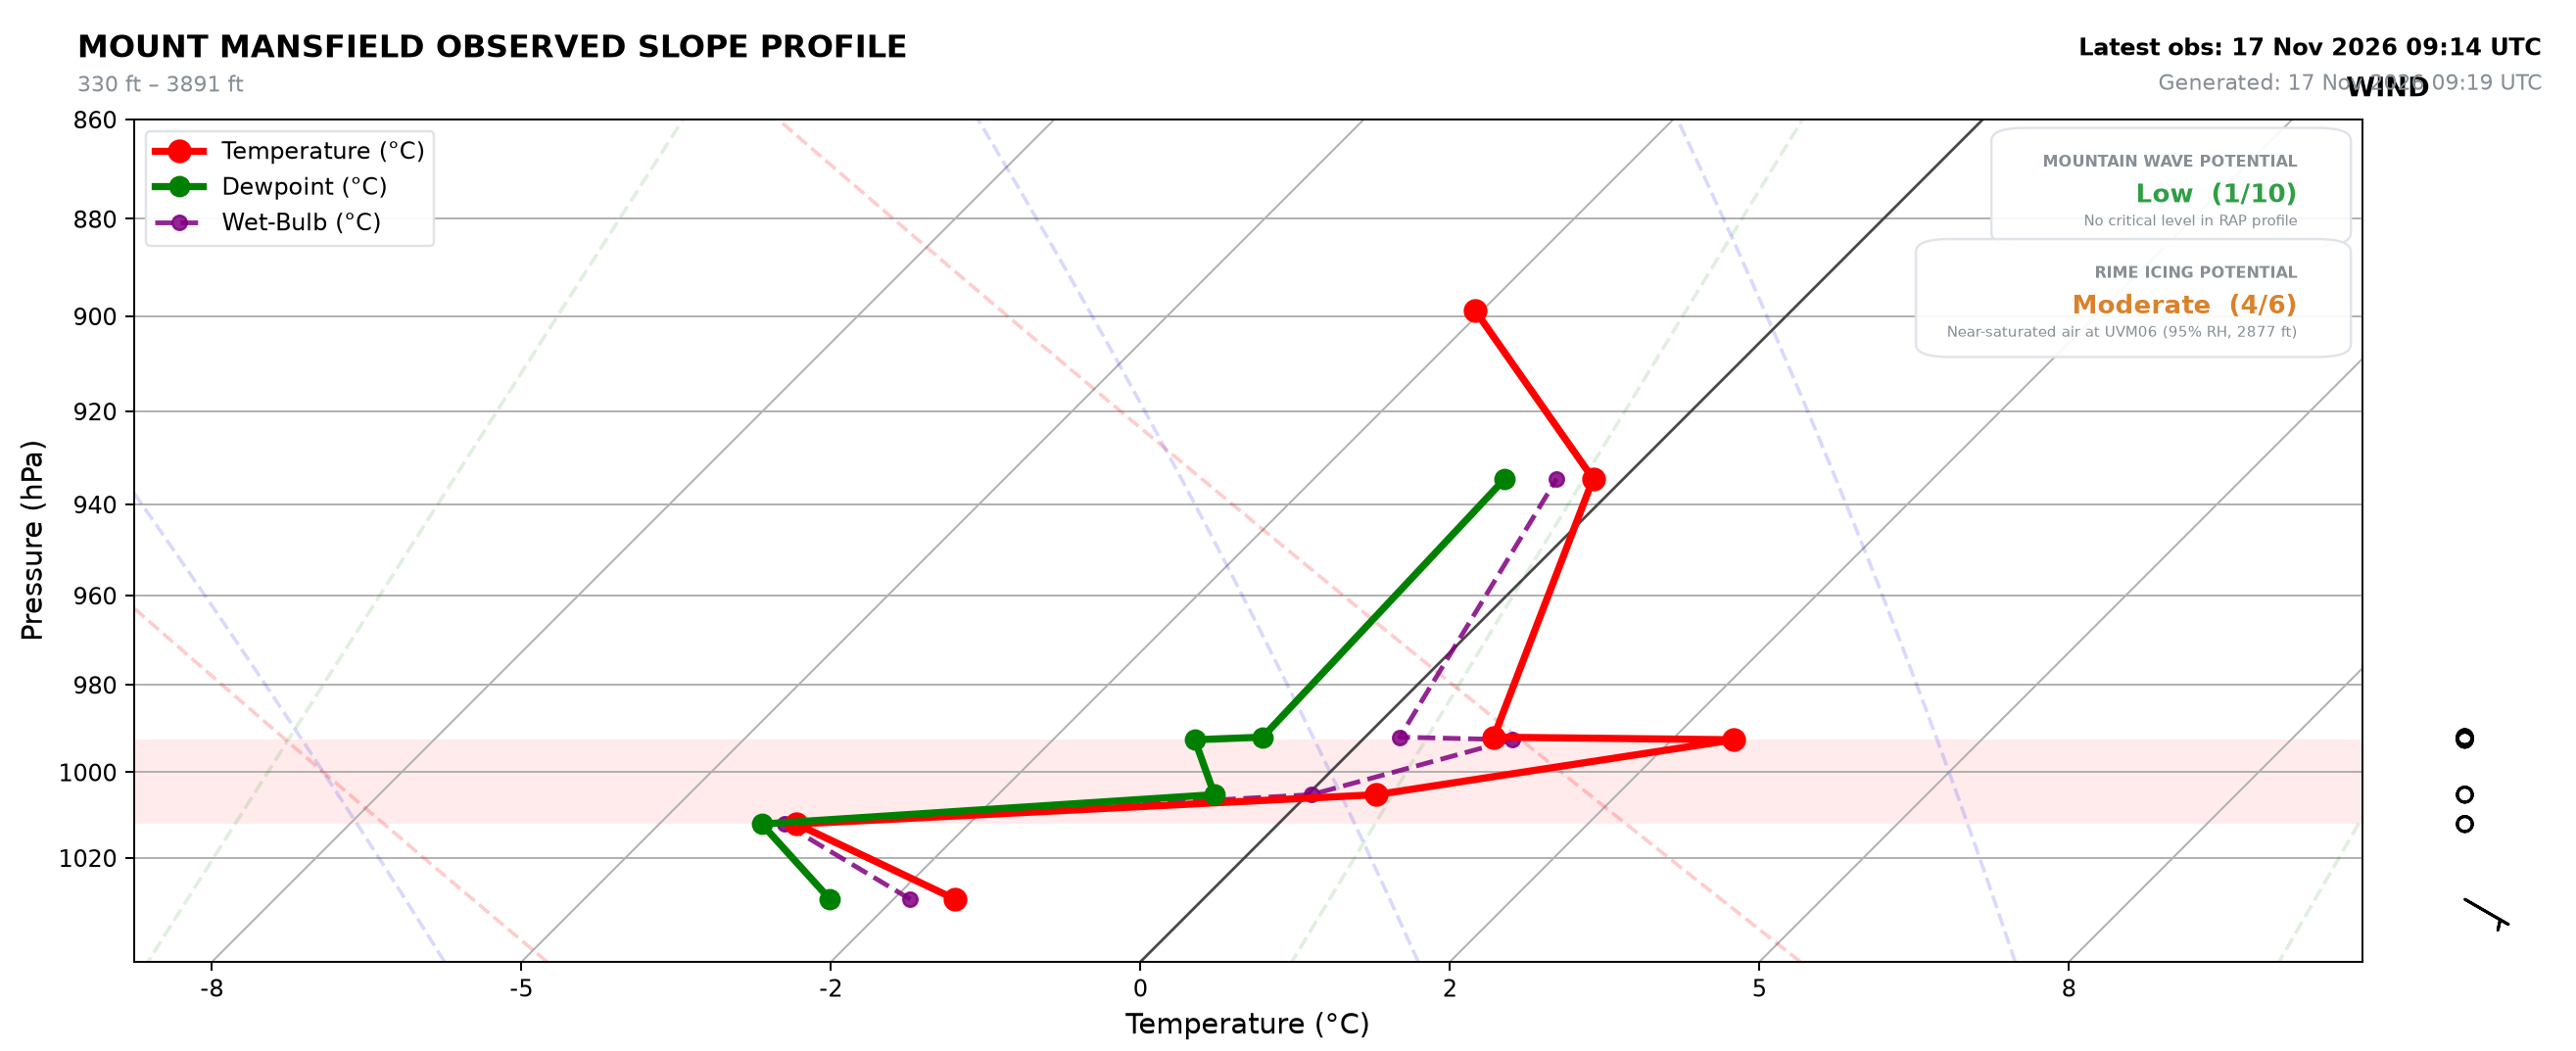 MOUNT MANSFIELD OBSERVED SLOPE PROFILE
330 ft – 3891 ft
Latest obs: 17 Nov 2026 09:14 UTC
Generated: 17 Nov 2026 09:19 UTC
WIND
Temperature (°C)
Dewpoint (°C)
Wet-Bulb (°C)
MOUNTAIN WAVE POTENTIAL
Low (1/10)
No critical level in RAP profile
RIME ICING POTENTIAL
Moderate (4/6)
Near-saturated air at UVM06 (95% RH, 2877 ft)
Pressure (hPa)
860
880
900
920
940
960
980
1000
1020
-8 -5 -2 0 2 5 8
Temperature (°C)